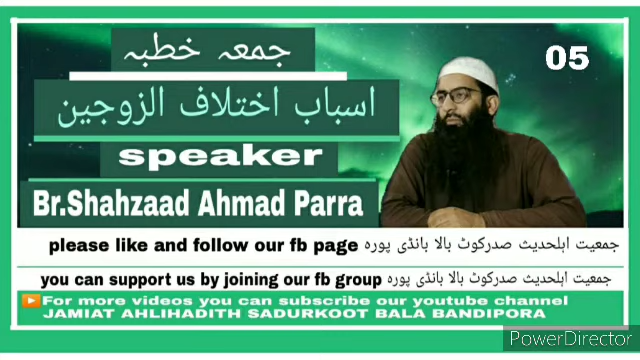 جمعہ خطبہ
05
اسباب اختلاف الزوجین
speaker
Br.Shahzaad Ahmad Parra
please like and follow our fb page جمعیت اہلحدیث صدرکوٹ بالا بانڈی پورہ
you can support us by joining our fb group جمعیت اہلحدیث صدرکوٹ بالا بانڈی پورہ
For more videos you can subscribe our youtube channel
JAMIAT AHLIHADITH SADURKOOT BALA BANDIPORA
PowerDirector